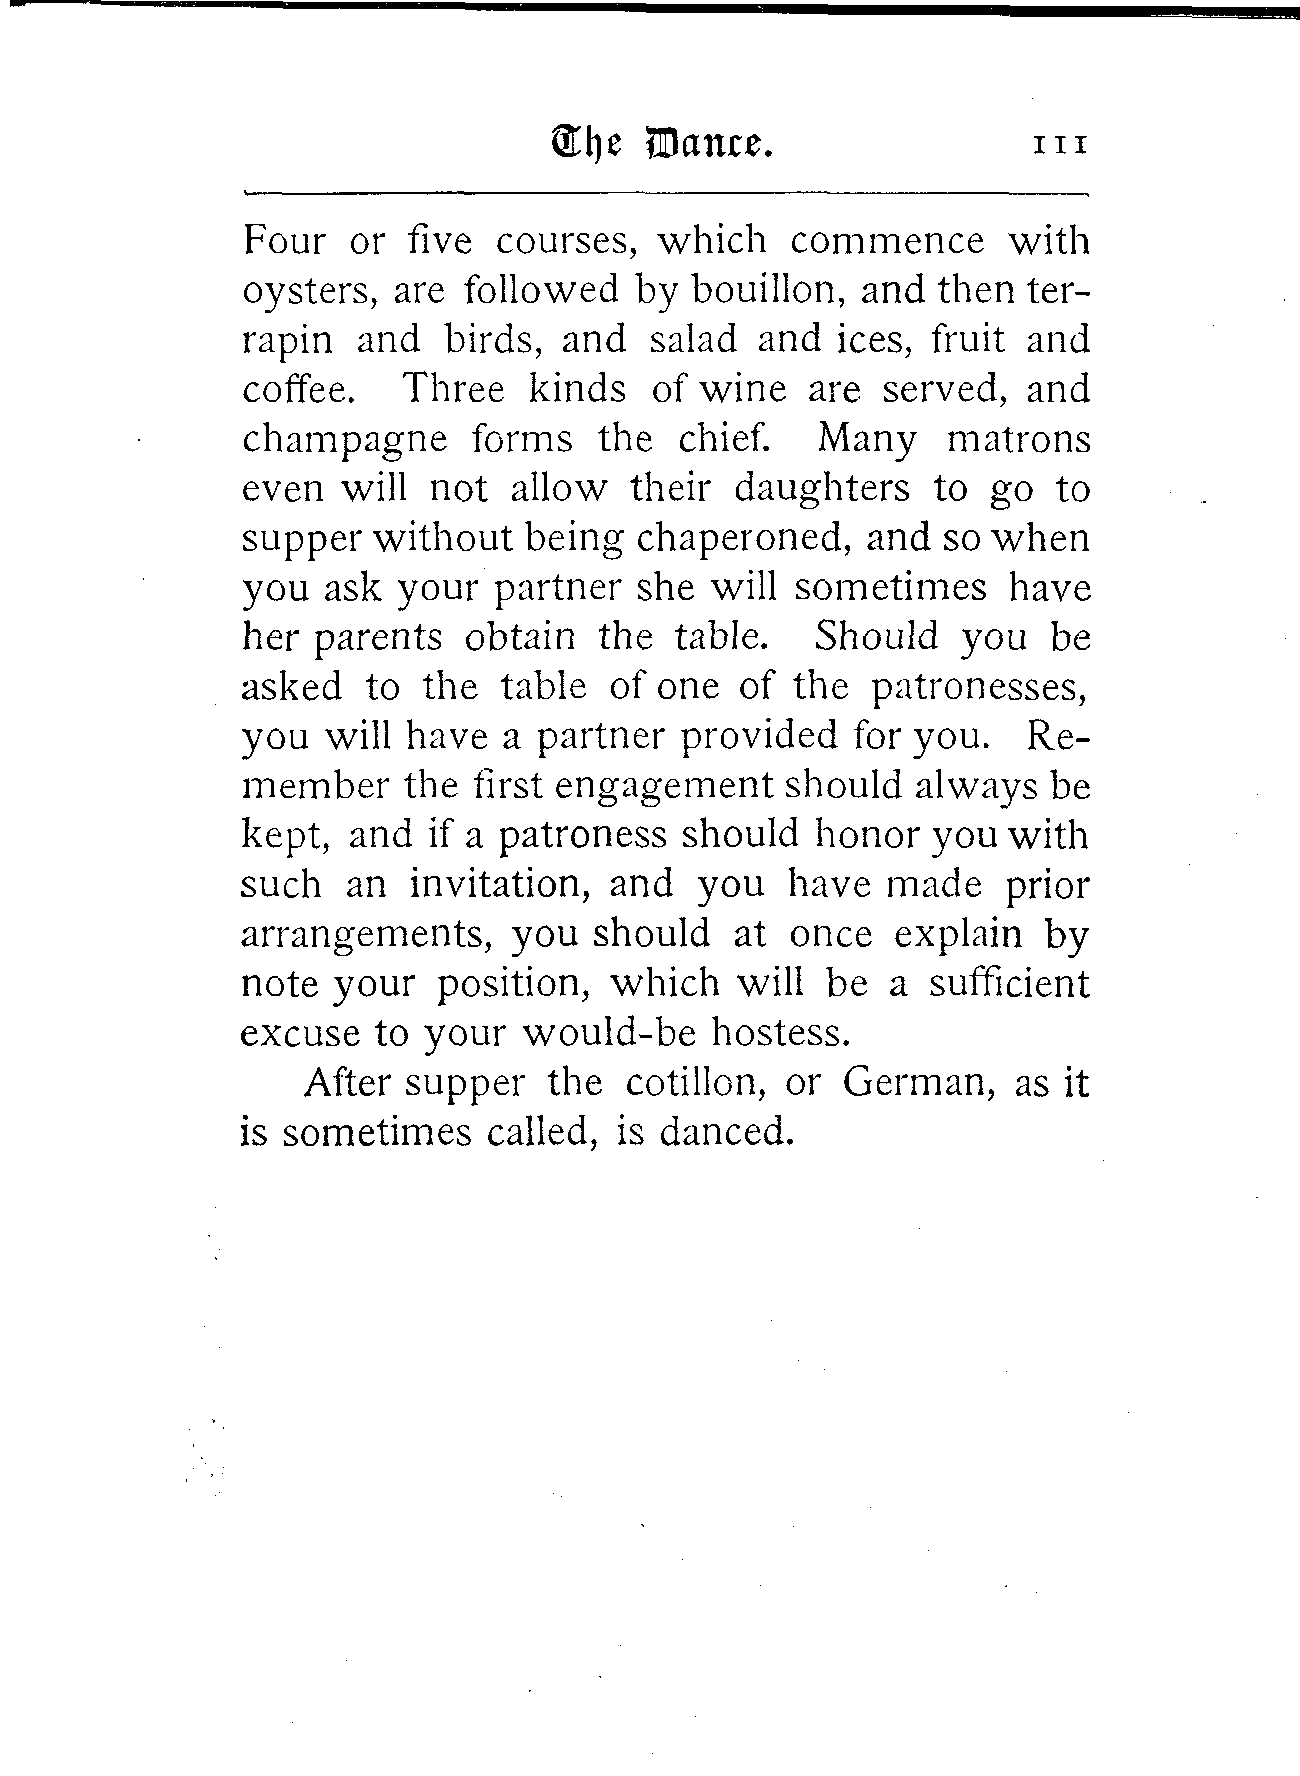 The Dance. 111
Four or five courses, which commence with
oysters, are followed by bouillon, and then ter-
rapin and birds, and salad and ices, fruit and
coffee. Three kinds of wine are served, and
champagne forms the chief. Many matrons
even will not allow their daughters to go to
supper without being chaperoned, and so when
you ask your partner she will sometimes have
her parents obtain the table. Should you be
asked to the table of one of the patronesses,
you will have a partner provided for you. Re-
member the first engagement should always be
kept, and if a patroness should honor you with
such an invitation, and you have made prior
arrangements, you should at once explain by
note your position, which will be a sufficient
excuse to your would-be hostess.
After supper the cotillon, or German, as it
is sometimes called, is danced.